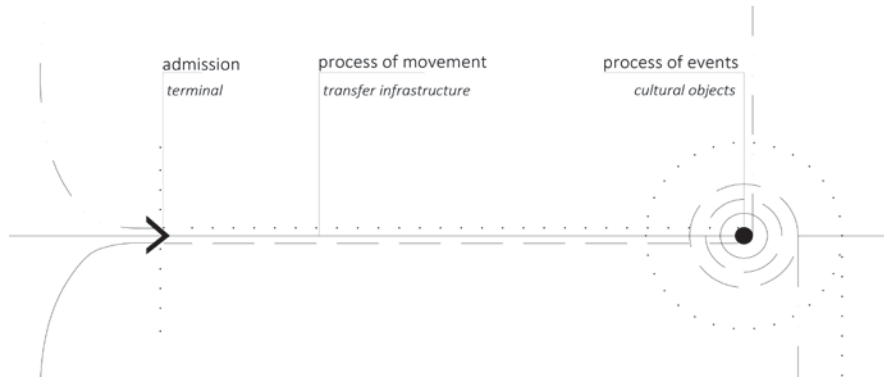 admission
terminal
process of movement
transfer infrastructure
process of events
cultural objects